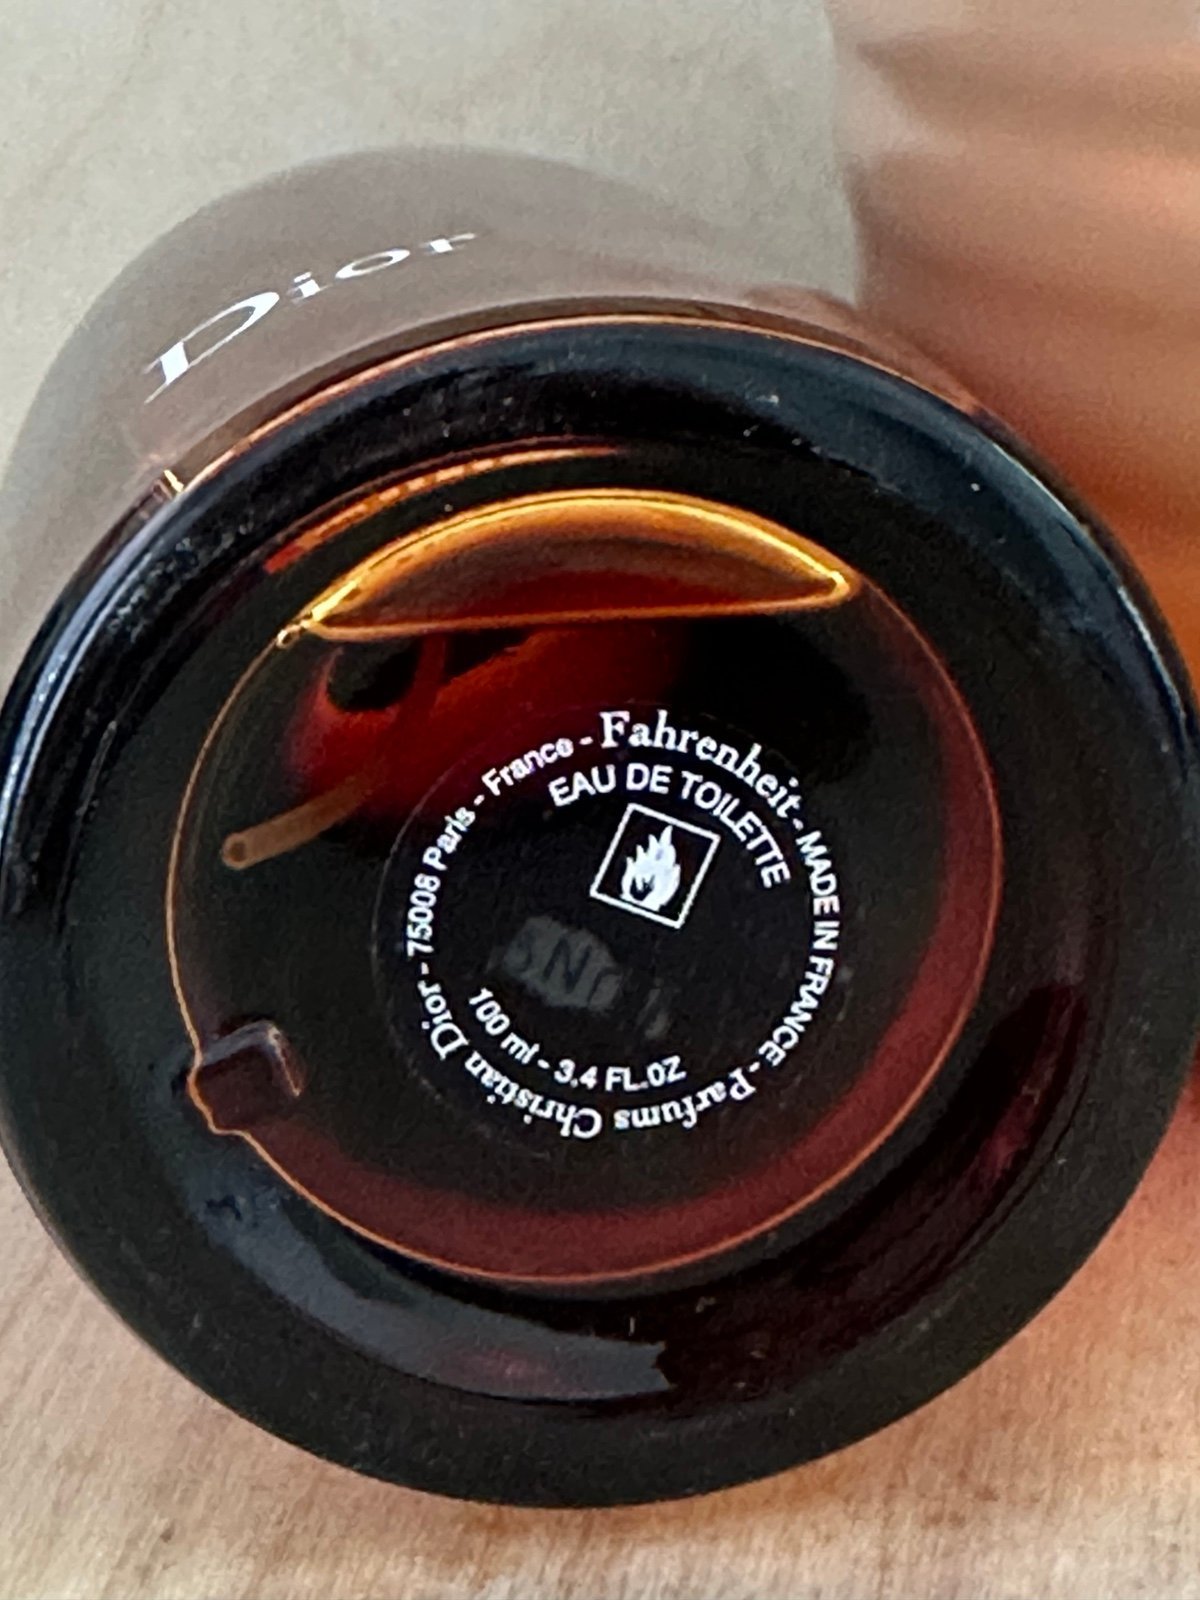 Dior
Fahrenheit - MADE IN FRANCE - Parfums Christian Dior - 75008 Paris - France -
EAU DE TOILETTE
100 ml - 3.4 FL.OZ